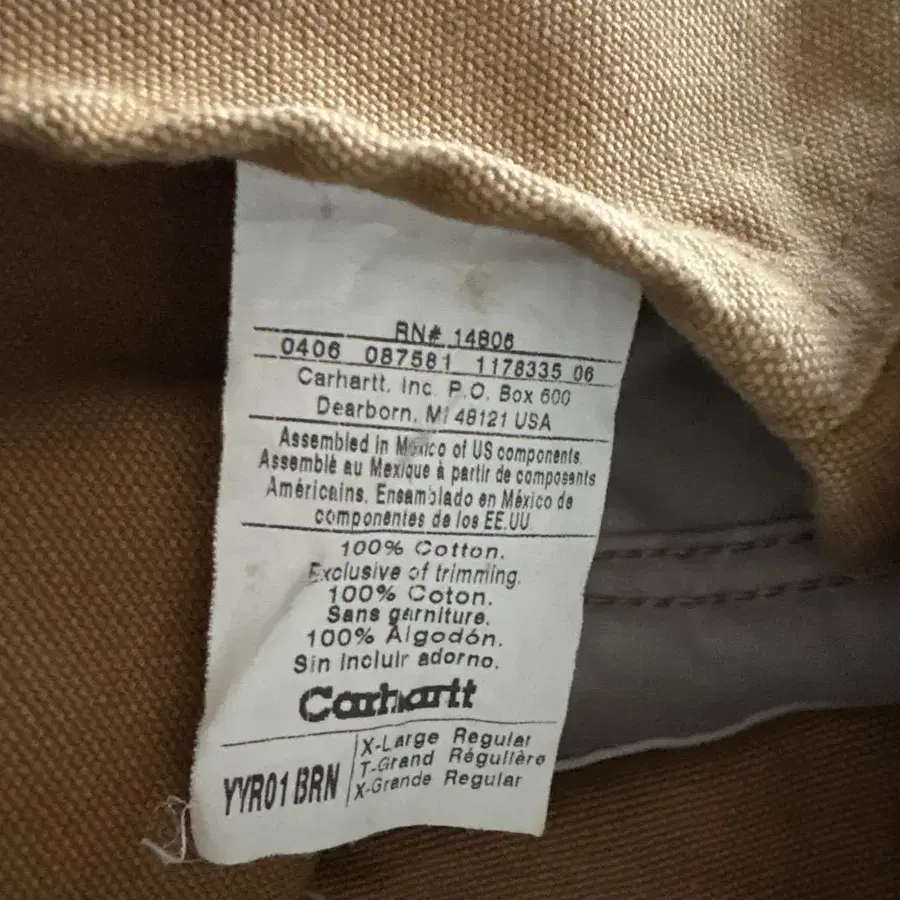 RN# 14806
0406 087581 1178335 06
Carhartt, Inc. P.O. Box 600
Dearborn, MI 48121 USA
Assembled in Mexico of US components.
Assemblé au Mexique à partir de composants
Américains. Ensamblado en México de
componentes de los EE.UU.
100% Cotton.
Exclusive of trimming.
100% Coton.
Sans garniture.
100% Algodón.
Sin incluir adorno.
Carhartt
YYR01 BRN
X-Large Regular
T-Grand Régulière
X-Grande Regular